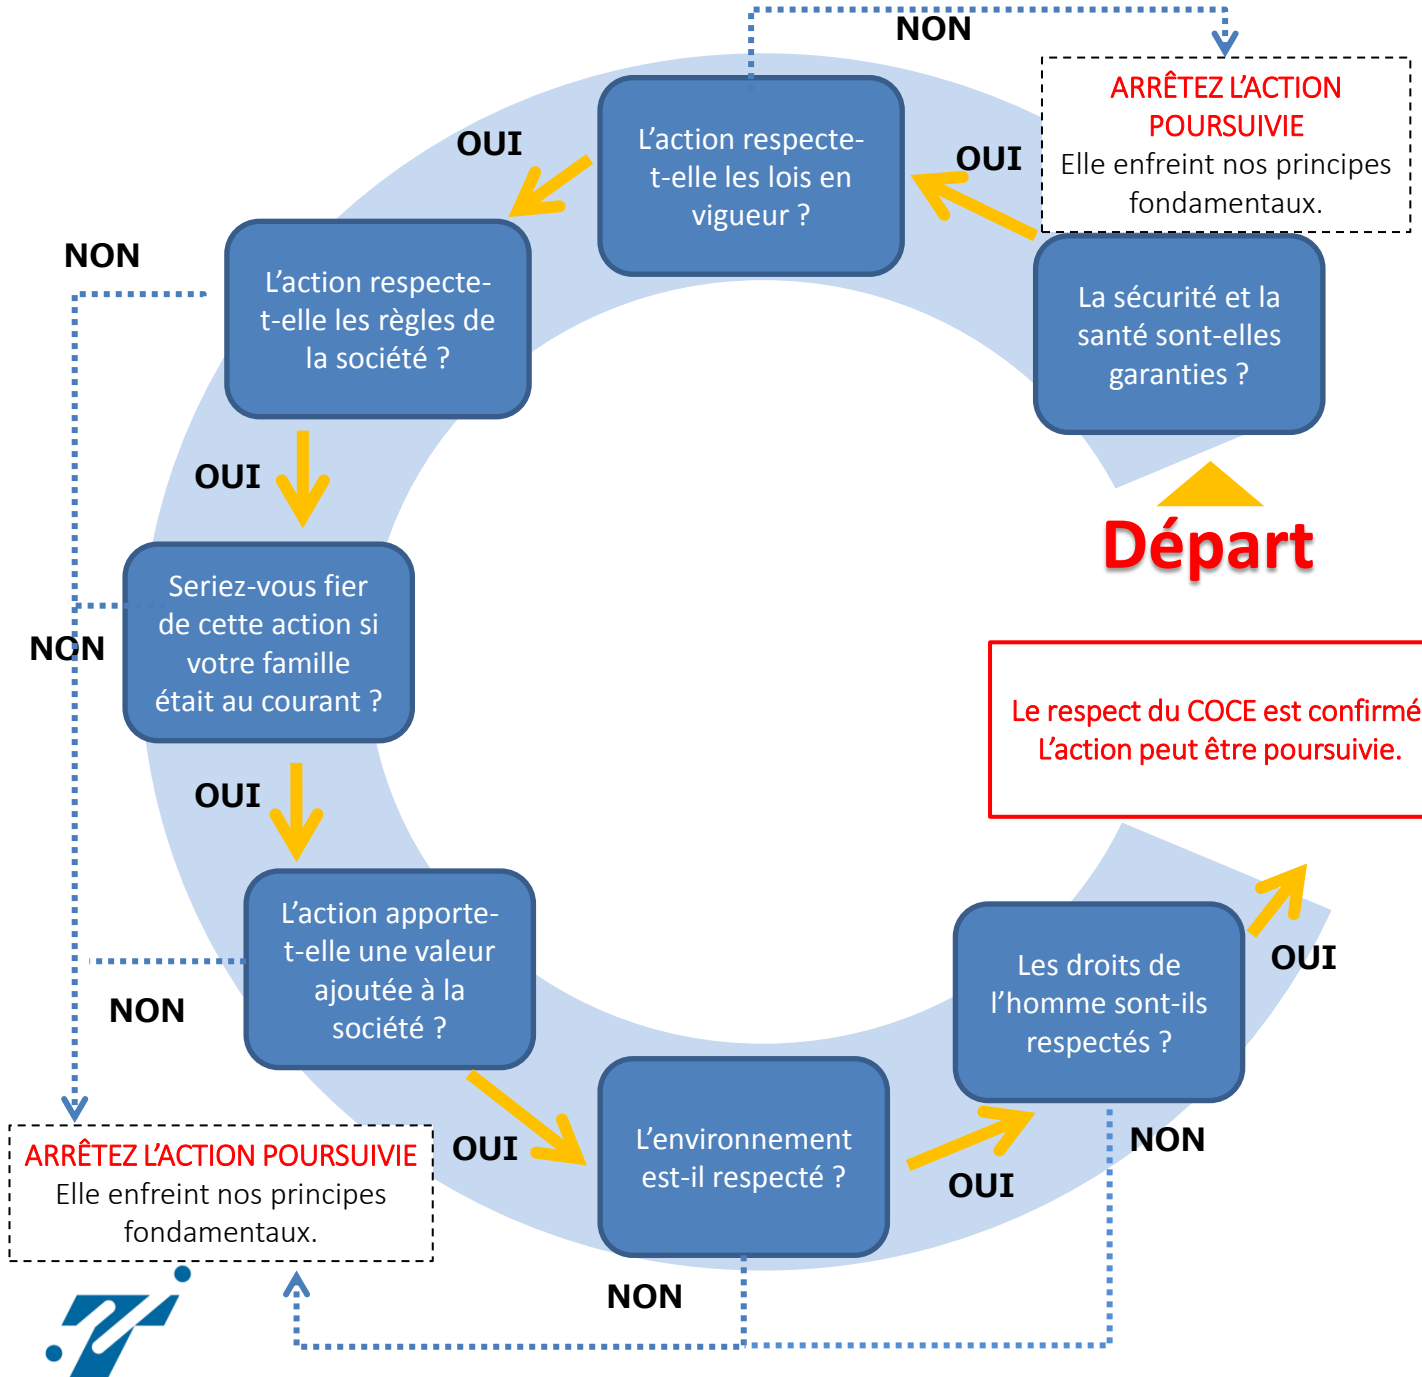 NON
ARRÊTEZ L’ACTION
POURSUIVIE
Elle enfreint nos principes
fondamentaux.
OUI
L’action respecte-
t-elle les lois en
vigueur ?
OUI
La sécurité et la
santé sont-elles
garanties ?
Départ
NON
L’action respecte-
t-elle les règles de
la société ?
OUI
Seriez-vous fier
de cette action si
votre famille
était au courant ?
NON
Le respect du COCE est confirmé
L’action peut être poursuivie.
OUI
L’action apporte-
t-elle une valeur
ajoutée à la
société ?
NON
Les droits de
l’homme sont-ils
respectés ?
OUI
ARRÊTEZ L’ACTION POURSUIVIE
Elle enfreint nos principes
fondamentaux.
OUI
L’environnement
est-il respecté ?
OUI
NON
NON